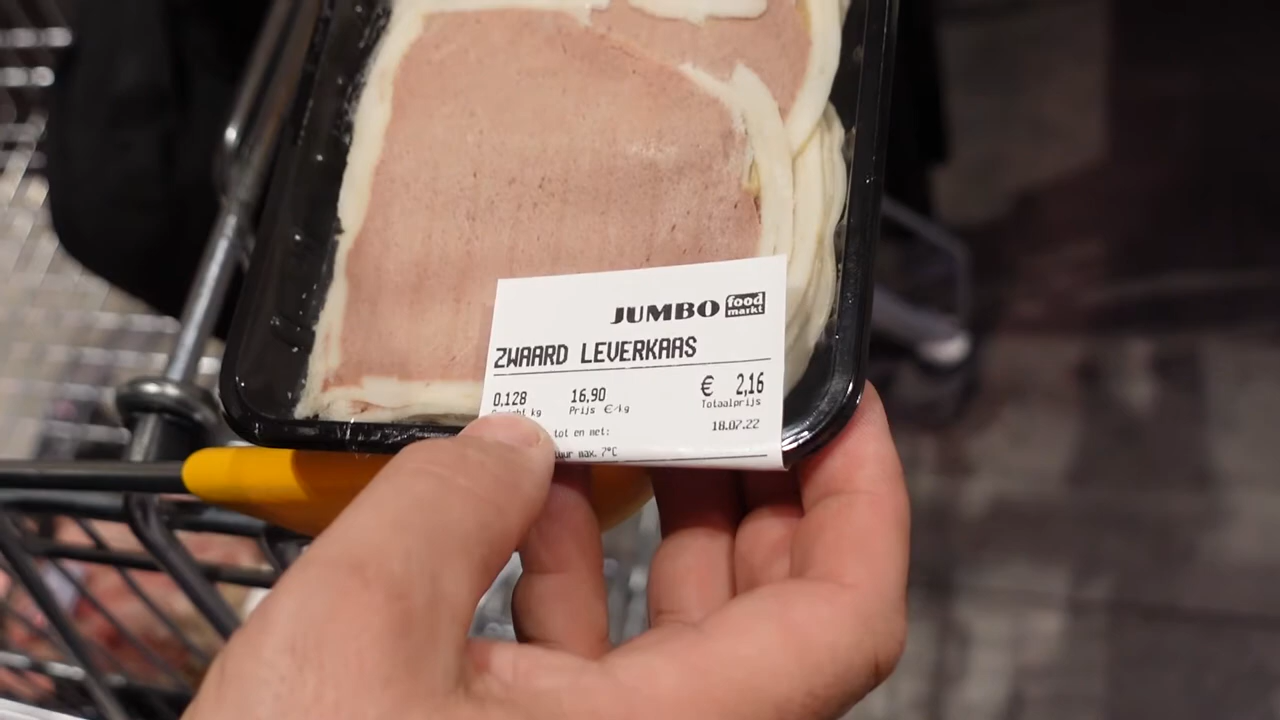 JUMBO food markt
ZWAARD LEVERKAAS
0,128 16,90 € 2,16
kg Prijs €/kg Totaalprijs
tot en met: 18.07.22
max. 7°C